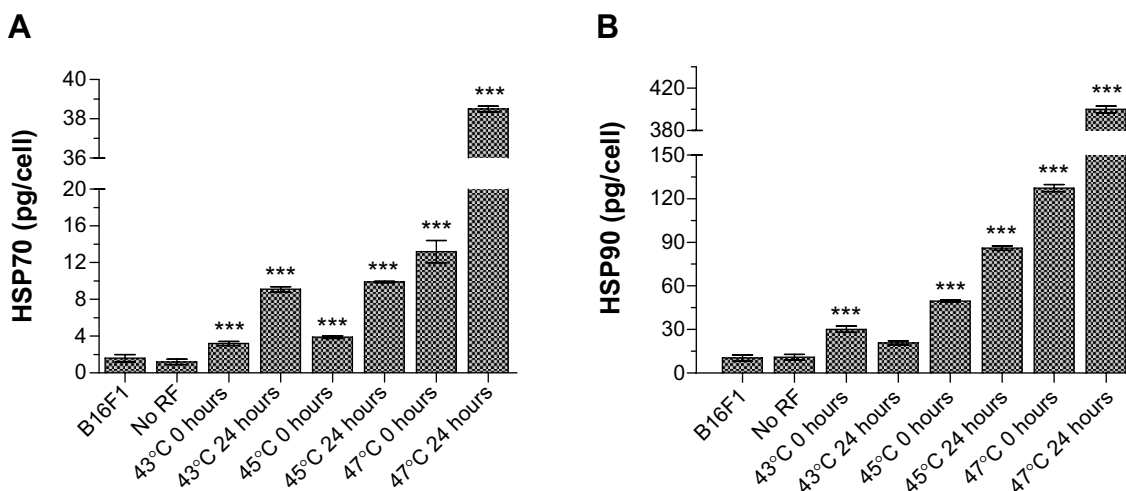 A
HSP70 (pg/cell)
40
38
36
20
16
12
8
4
0
***
***
***
***
***
***
B16F1
No RF
43°C 0 hours
43°C 24 hours
45°C 0 hours
45°C 24 hours
47°C 0 hours
47°C 24 hours
B
HSP90 (pg/cell)
420
380
150
120
90
60
30
0
***
***
***
***
***
B16F1
No RF
43°C 0 hours
43°C 24 hours
45°C 0 hours
45°C 24 hours
47°C 0 hours
47°C 24 hours